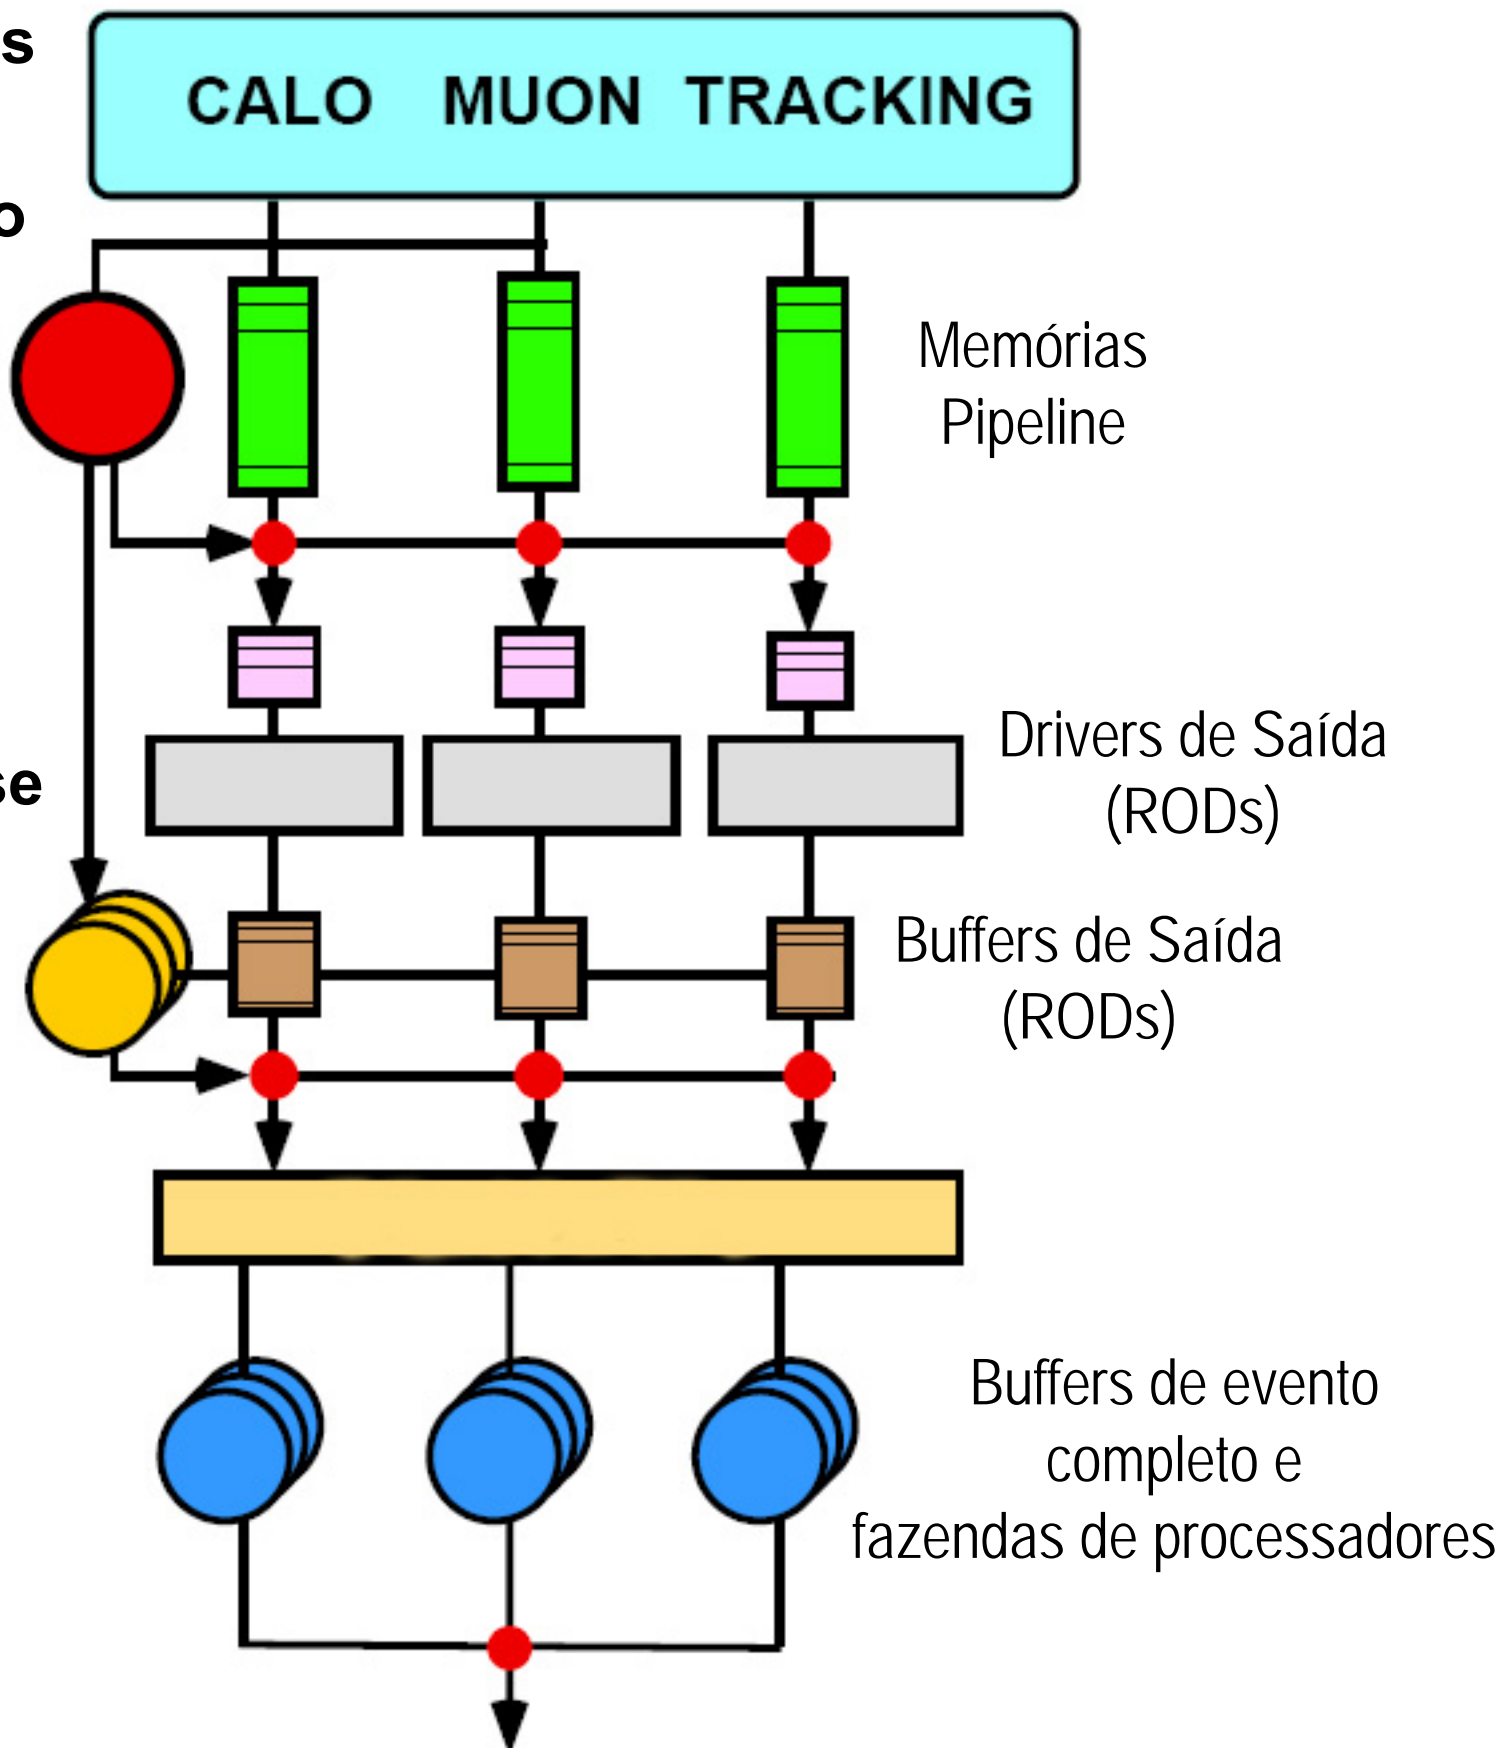 s
CALO MUON TRACKING
o
Memórias
Pipeline
Drivers de Saída
(RODs)
se
Buffers de Saída
(RODs)
Buffers de evento
completo e
fazendas de processadores